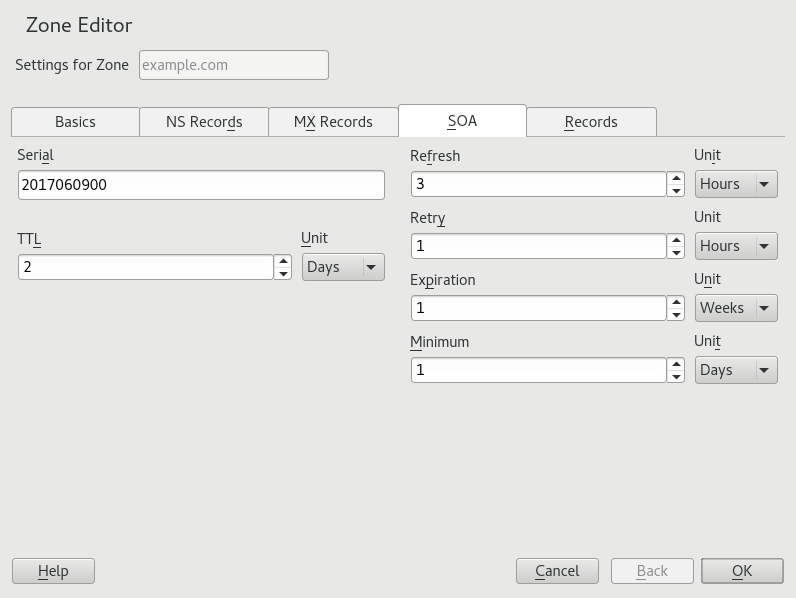 Zone Editor
Settings for Zone example.com
Basics NS Records MX Records SOA Records
Serial
2017060900
TTL Unit
2 Days
Refresh Unit
3 Hours
Retry Unit
1 Hours
Expiration Unit
1 Weeks
Minimum Unit
1 Days
Help Cancel Back OK